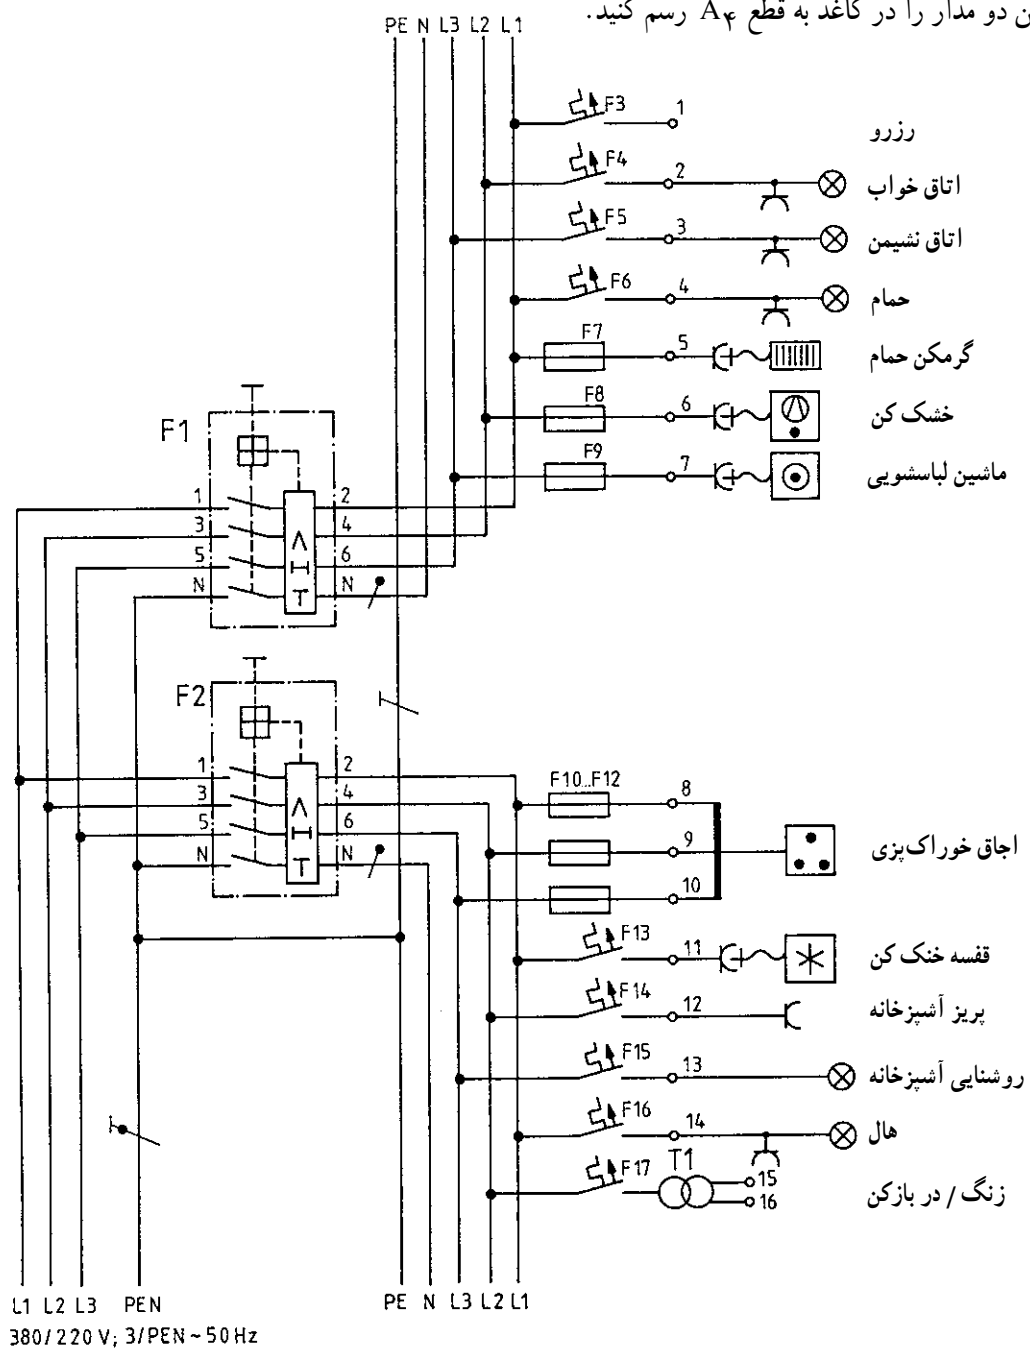 ن دو مدار را در کاغذ به قطع A۴ رسم کنید.
PE N L3 L2 L1
F3 1 رزرو
F4 2 اتاق خواب
F5 3 اتاق نشیمن
F6 4 حمام
F7 5 گرمکن حمام
F8 6 خشک کن
F9 7 ماشین لباسشویی
F1
1 2
3 4
5 6
N N
F2
1 2
3 4
5 6
N N
F10...F12 8
9 اجاق خوراک‌پزی
10
F13 11 قفسه خنک کن
F14 12 پریز آشپزخانه
F15 13 روشنایی آشپزخانه
F16 14 هال
F17 T1 15 زنگ / در بازکن
16
L1 L2 L3 PEN PE N L3 L2 L1
380/220 V; 3/PEN ~ 50 Hz